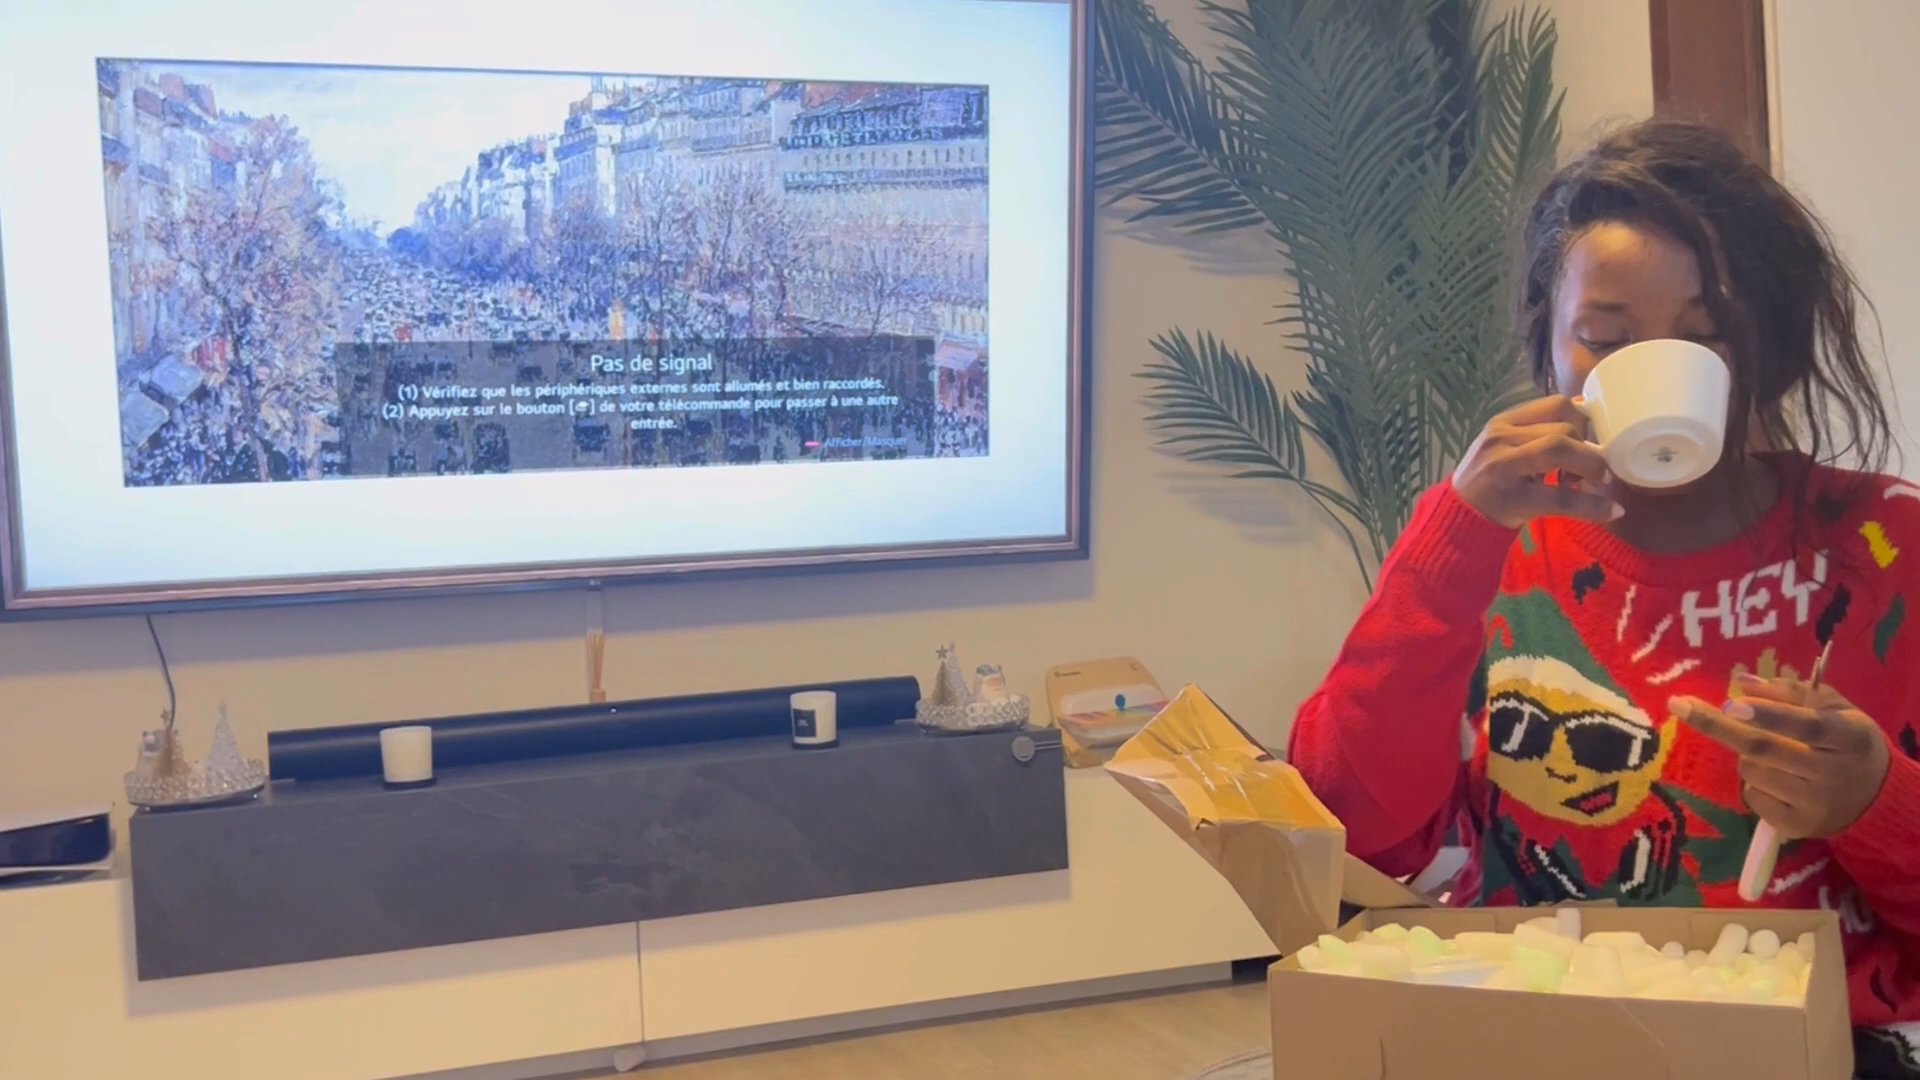 Pas de signal
(1) Vérifiez que les périphériques externes sont allumés et bien raccordés.
(2) Appuyez sur le bouton [] de votre télécommande pour passer à une autre
entrée.
Afficher/Masquer
HEY